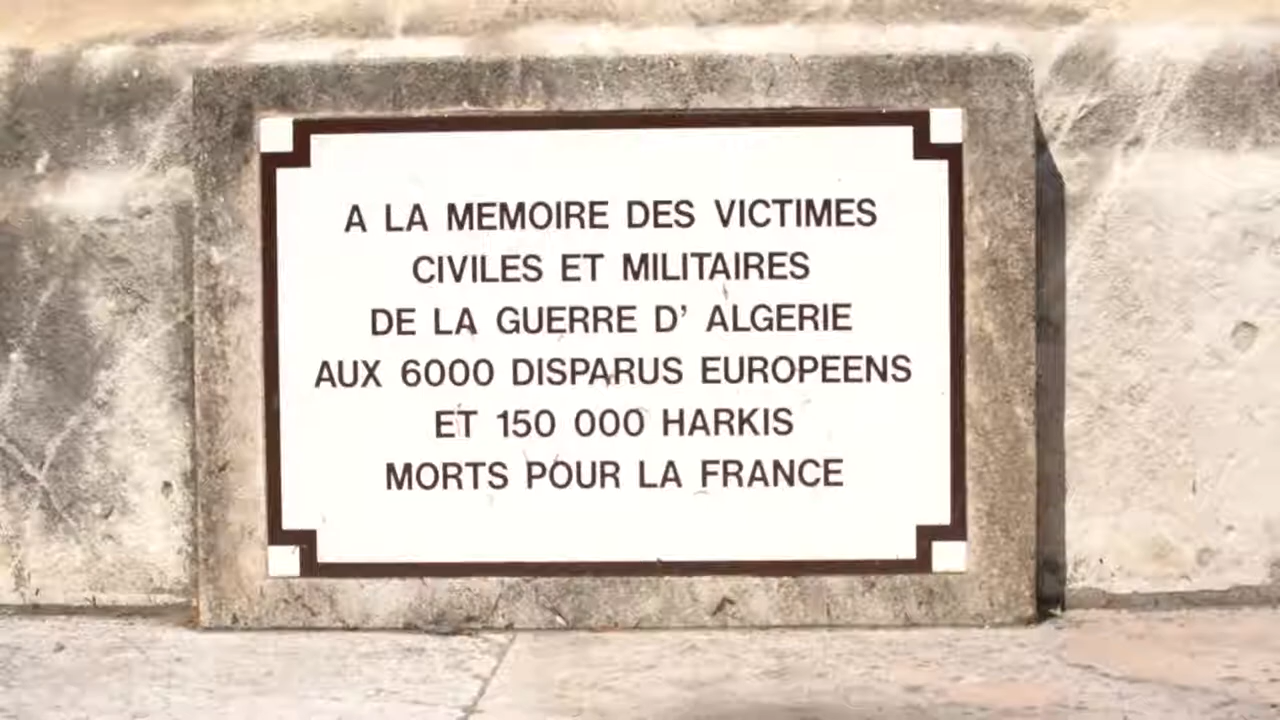 A LA MEMOIRE DES VICTIMES
CIVILES ET MILITAIRES
DE LA GUERRE D' ALGERIE
AUX 6000 DISPARUS EUROPEENS
ET 150 000 HARKIS
MORTS POUR LA FRANCE